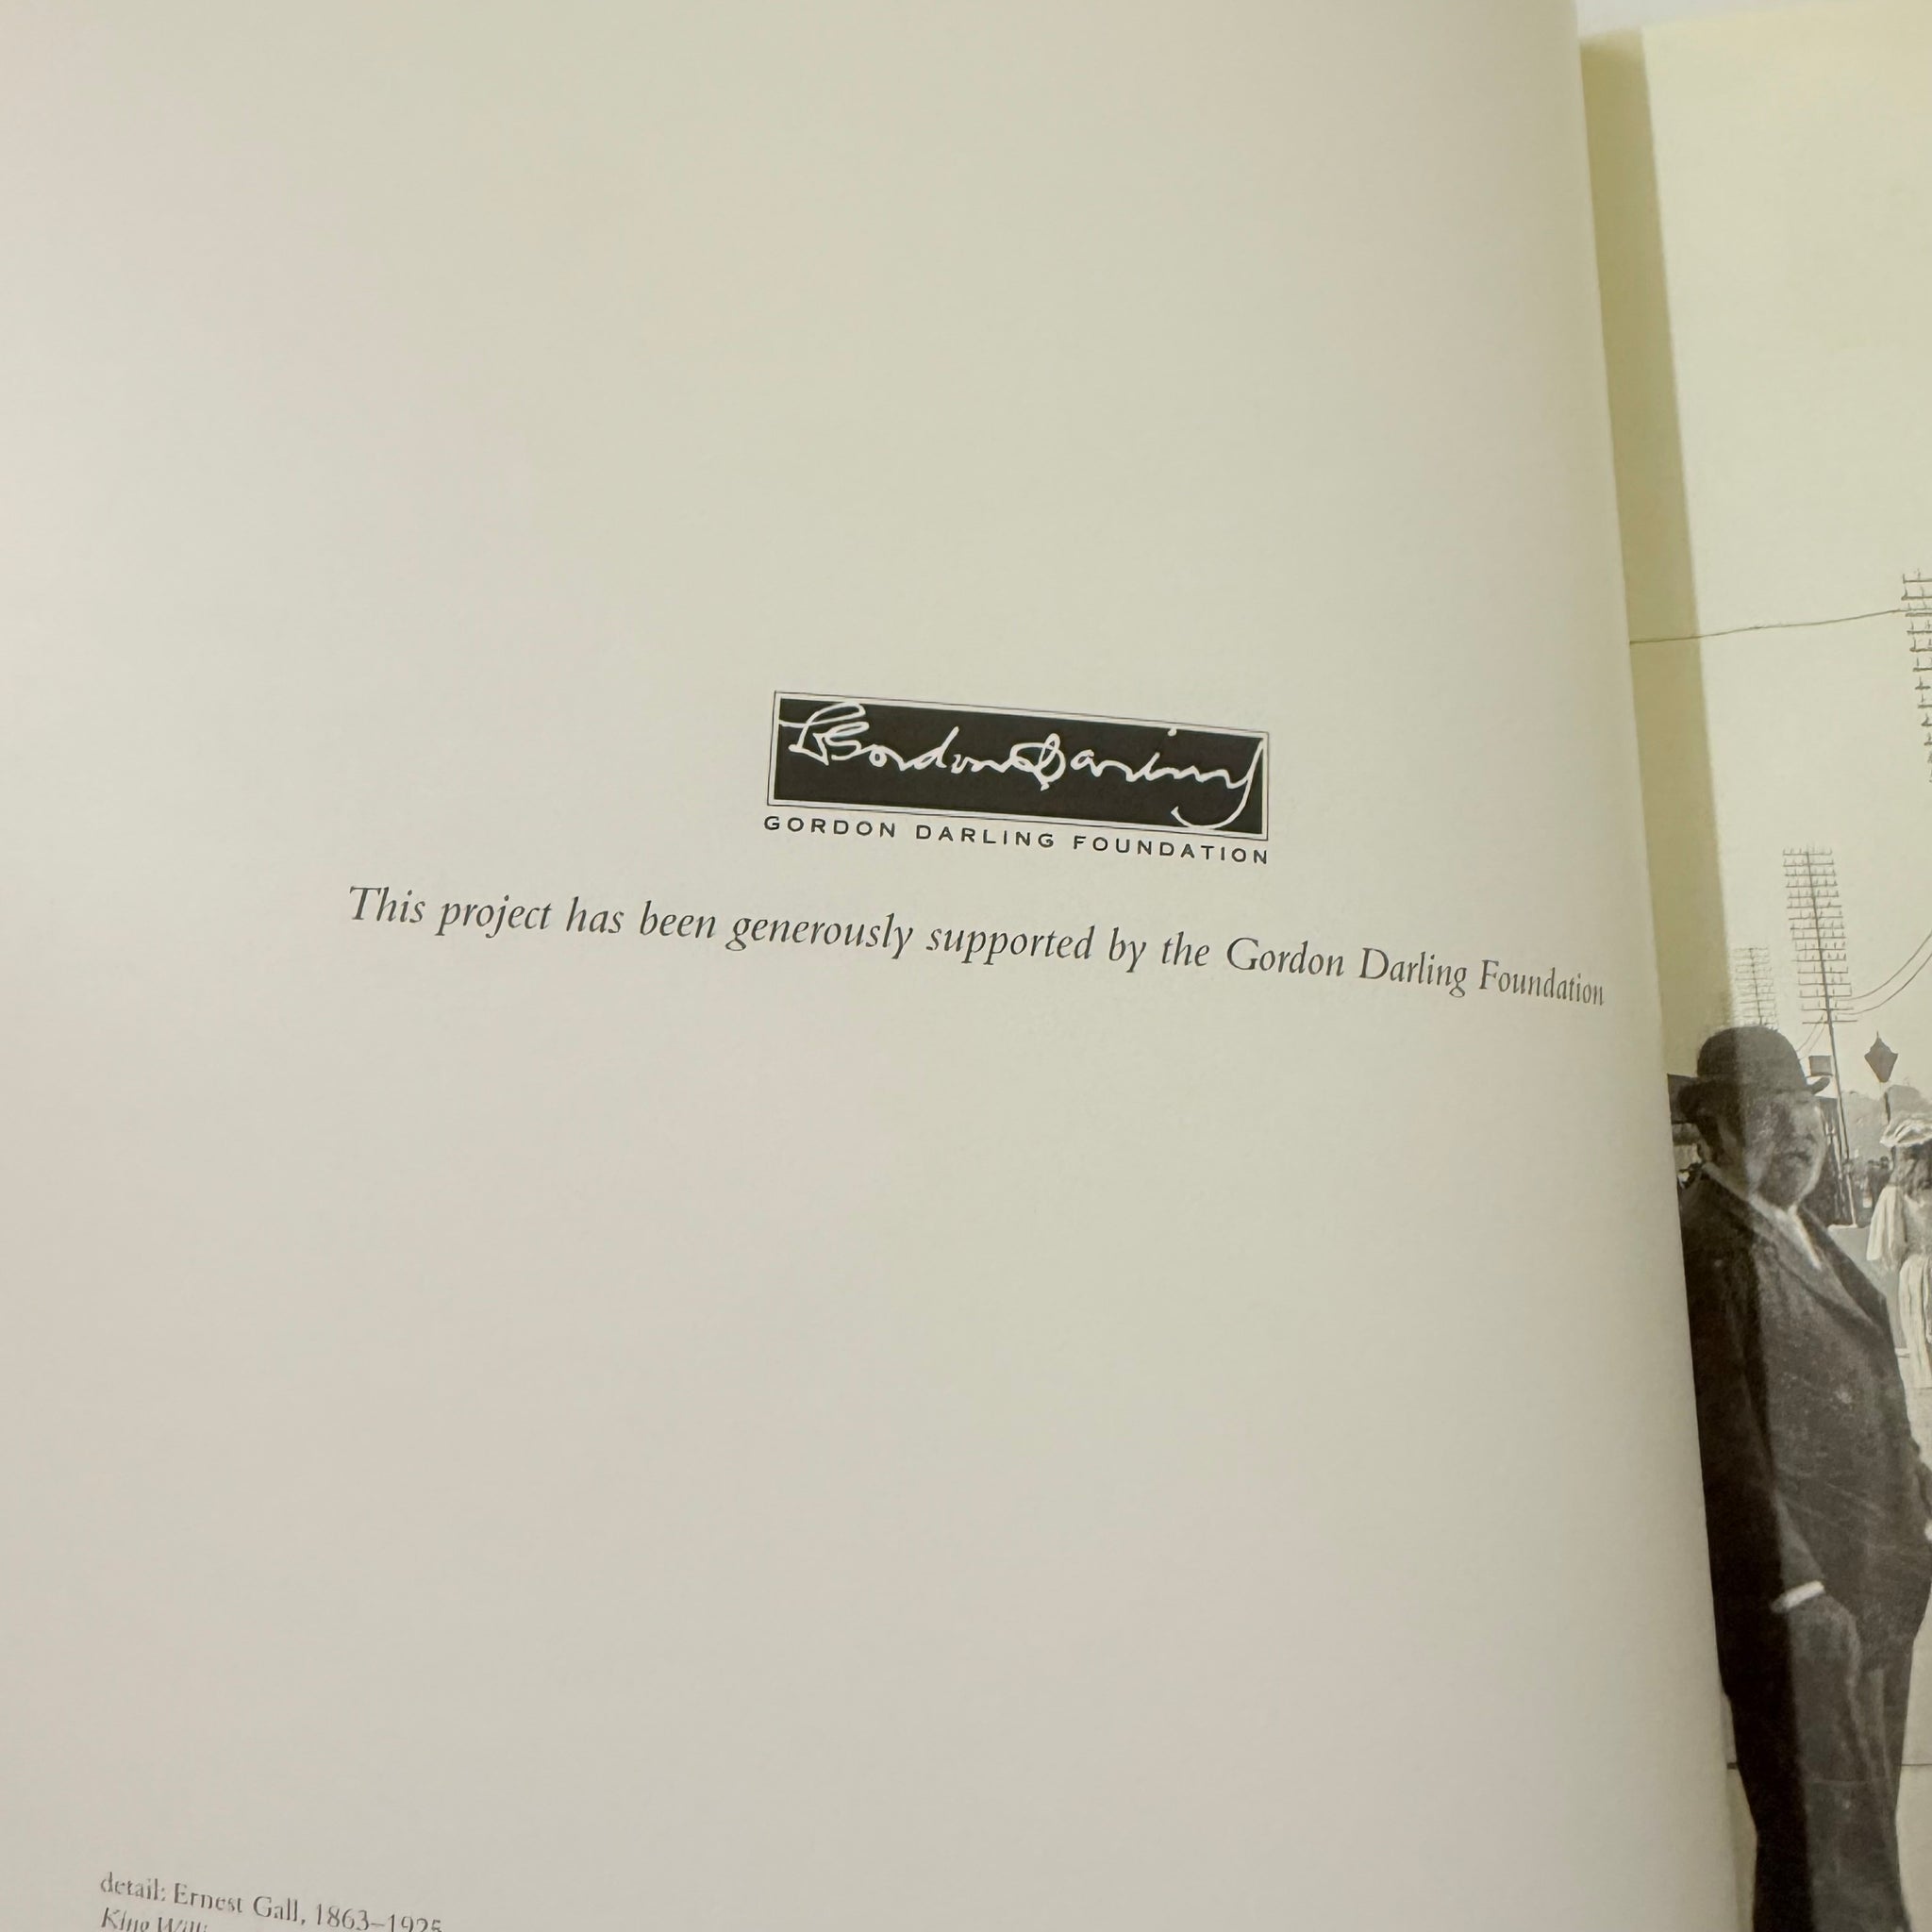 L Gordon Darling
GORDON DARLING FOUNDATION
This project has been generously supported by the Gordon Darling Foundation
detail: Ernest Gall, 1863–1925
King